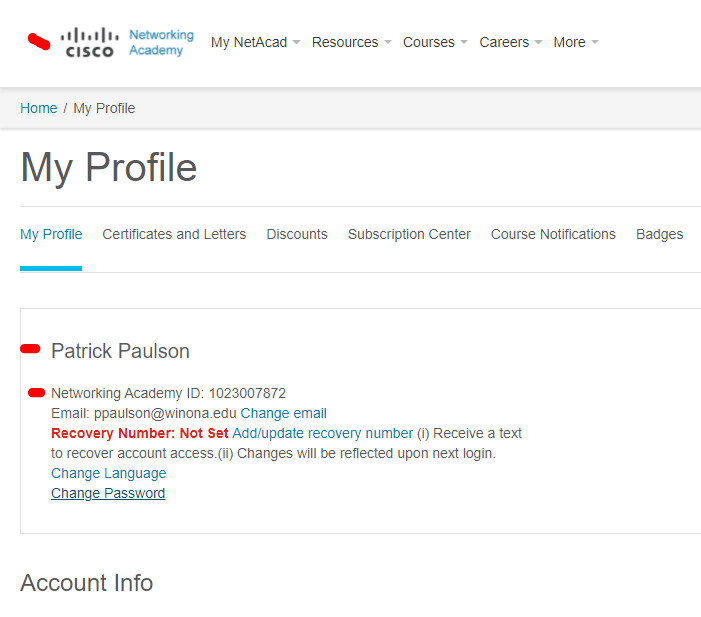 CISCO Networking Academy My NetAcad Resources Courses Careers More
Home / My Profile
My Profile
My Profile Certificates and Letters Discounts Subscription Center Course Notifications Badges
Patrick Paulson
Networking Academy ID: 1023007872
Email: ppaulson@winona.edu Change email
Recovery Number: Not Set Add/update recovery number (i) Receive a text
to recover account access.(ii) Changes will be reflected upon next login.
Change Language
Change Password
Account Info